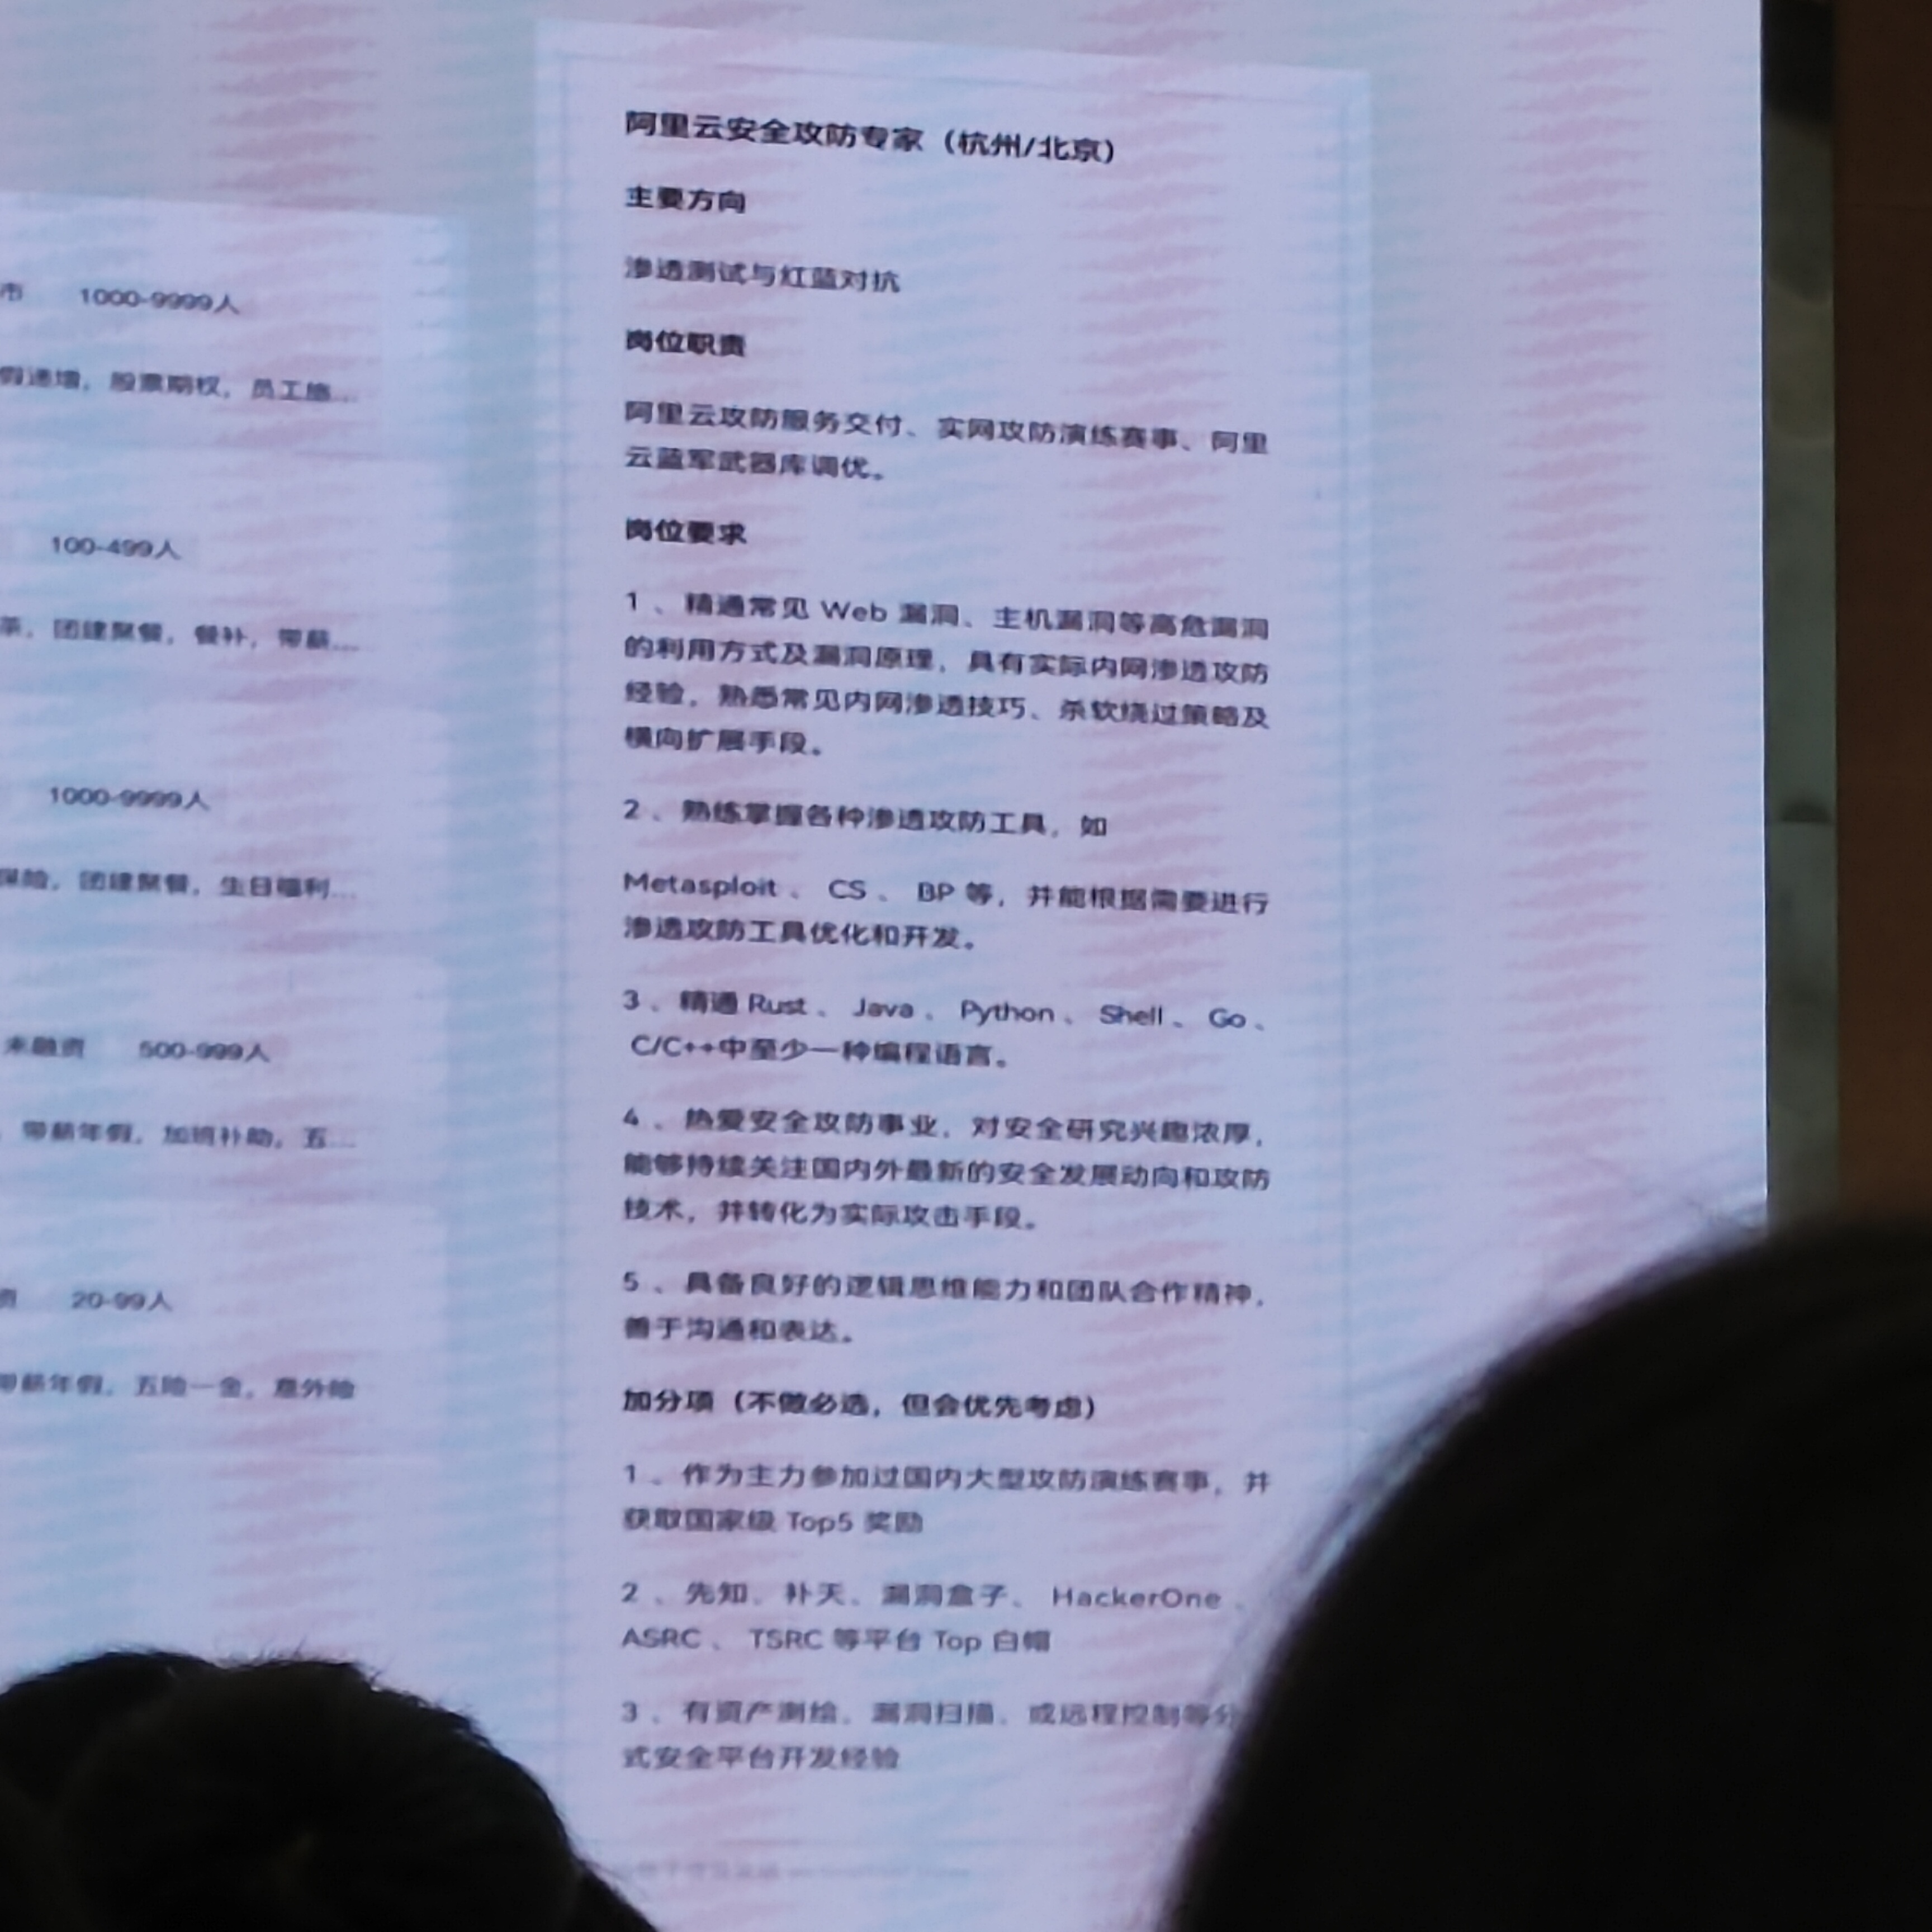 市 1000-9999人
假递增，股票期权，员工施...
100-499人
茶，团建聚餐，餐补，带薪...
1000-9999人
保险，团建聚餐，生日福利...
未融资 500-999人
带薪年假，加班补助，五...
资 20-99人
带薪年假，五险一金，意外险
阿里云安全攻防专家（杭州/北京）
主要方向
渗透测试与红蓝对抗
岗位职责
阿里云攻防服务交付、实网攻防演练赛事、阿里
云蓝军武器库调优。
岗位要求
1 、精通常见 Web 漏洞、主机漏洞等高危漏洞
的利用方式及漏洞原理，具有实际内网渗透攻防
经验，熟悉常见内网渗透技巧、杀软绕过策略及
横向扩展手段。
2 、熟练掌握各种渗透攻防工具，如
Metasploit 、 CS 、 BP 等，并能根据需要进行
渗透攻防工具优化和开发。
3 、精通 Rust 、 Java 、 Python 、 Shell 、 Go 、
C/C++中至少一种编程语言。
4 、热爱安全攻防事业，对安全研究兴趣浓厚，
能够持续关注国内外最新的安全发展动向和攻防
技术，并转化为实际攻击手段。
5 、具备良好的逻辑思维能力和团队合作精神，
善于沟通和表达。
加分项（不做必选，但会优先考虑）
1 、作为主力参加过国内大型攻防演练赛事，并
获取国家级 Top5 奖励
2 、先知、补天、漏洞盒子、 HackerOne 、
ASRC 、 TSRC 等平台 Top 白帽
3 、有资产测绘、漏洞扫描、或远程控制等分
式安全平台开发经验